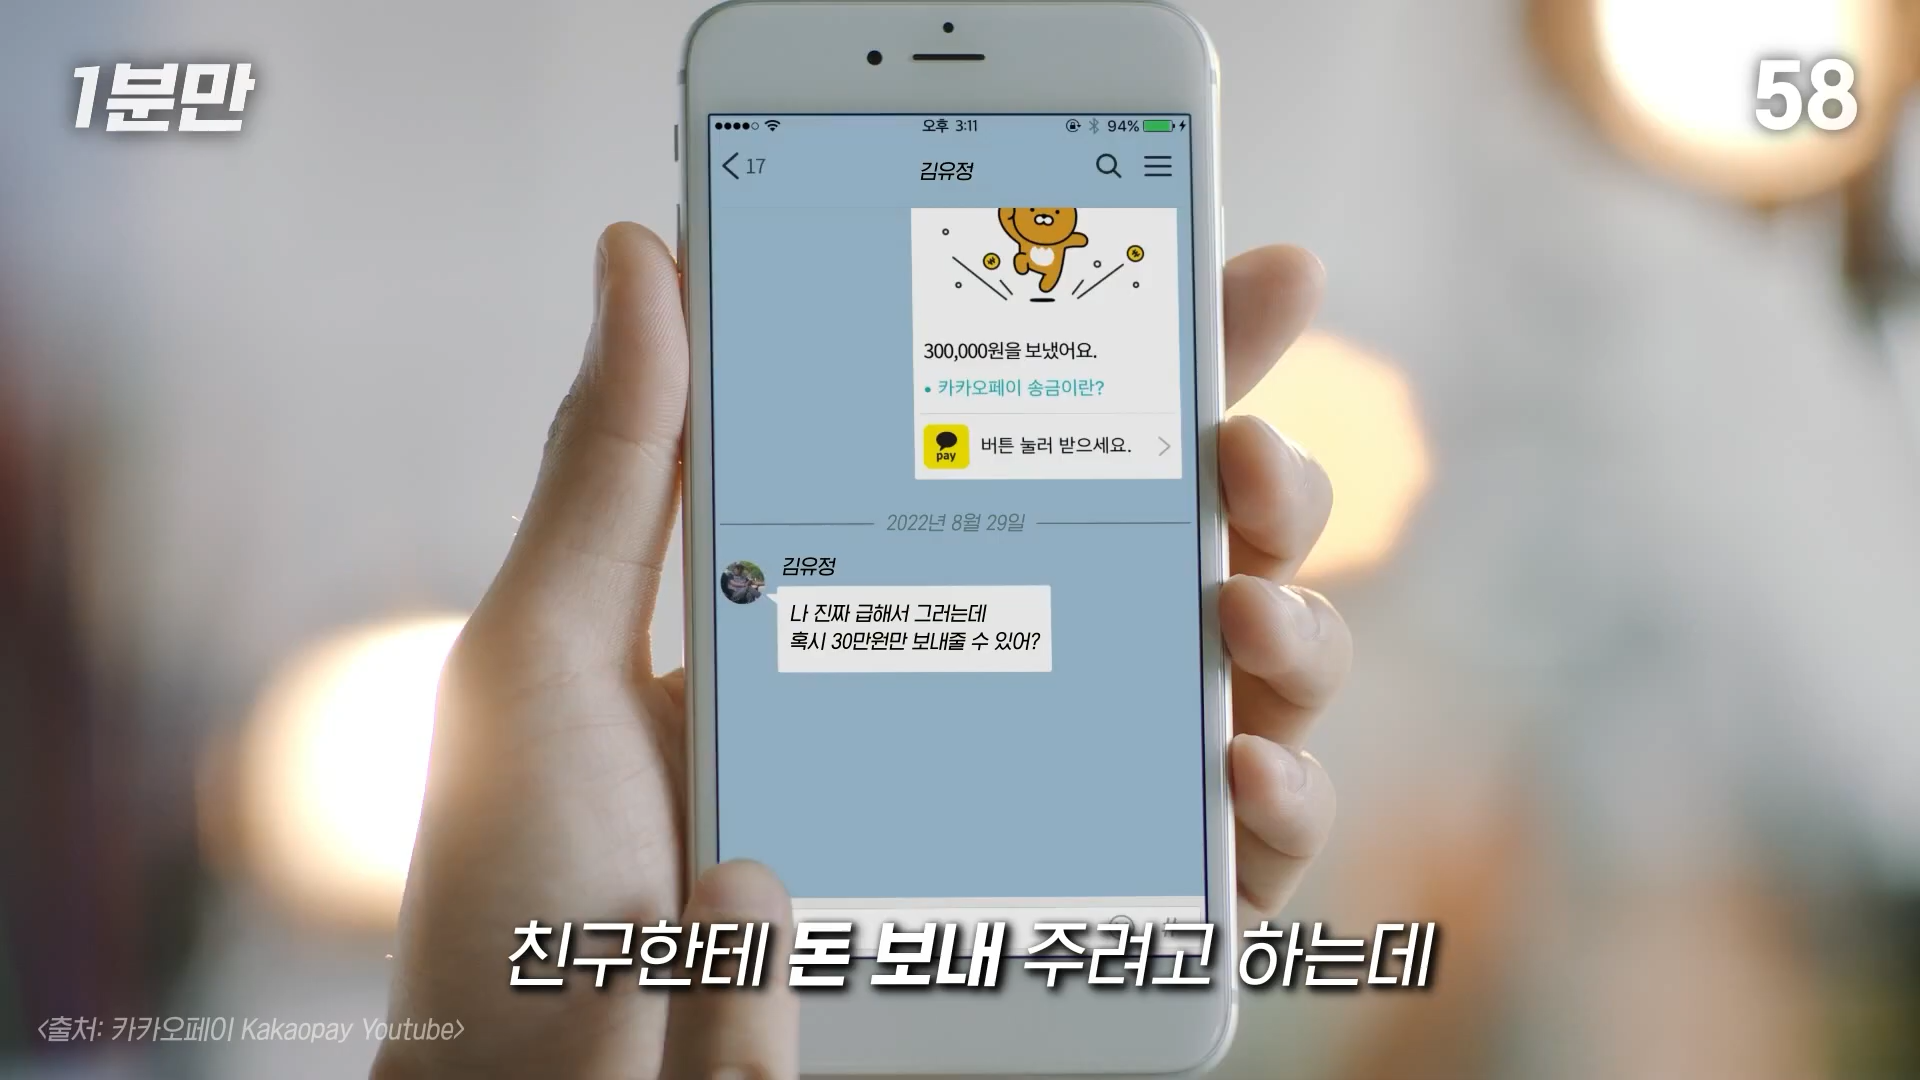 1분만
58
오후 3:11
94%
17
김유정
300,000원을 보냈어요.
• 카카오페이 송금이란?
pay
버튼 눌러 받으세요.
2022년 8월 29일
김유정
나 진짜 급해서 그러는데
혹시 30만원만 보내줄 수 있어?
#
친구한테 돈 보내 주려고 하는데
<출처: 카카오페이 Kakaopay Youtube>